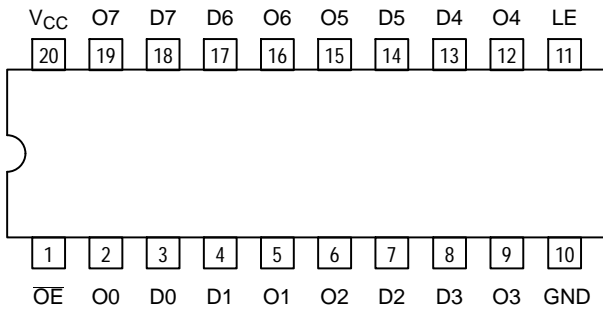 VCC O7 D7 D6 O6 O5 D5 D4 O4 LE
20 19 18 17 16 15 14 13 12 11
1 2 3 4 5 6 7 8 9 10
O̅E̅ O0 D0 D1 O1 O2 D2 D3 O3 GND